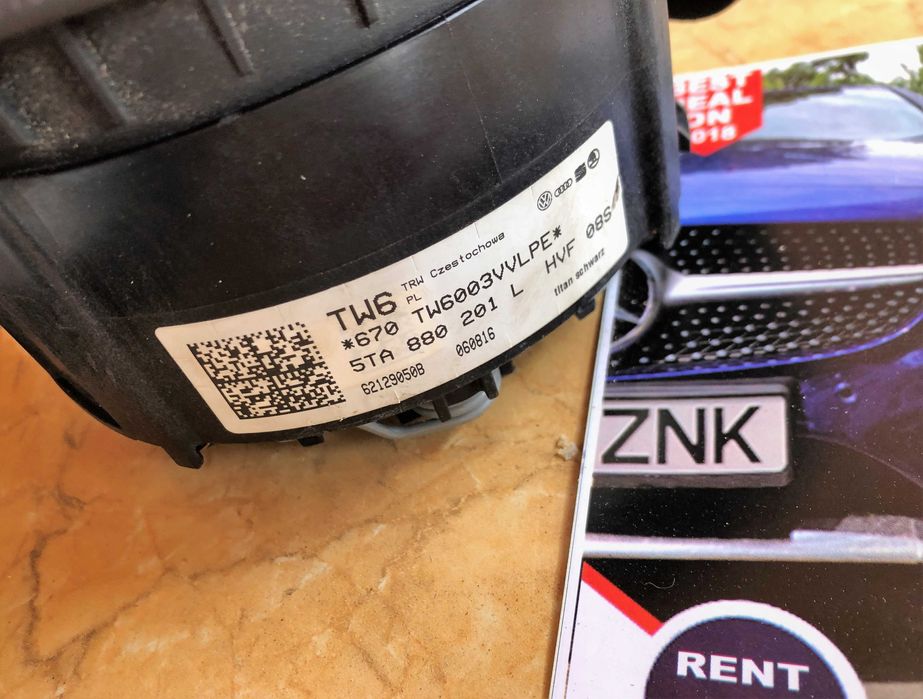 TW6 TRW Czestochowa
PL
*670 TW6003VVLPE*
5TA 880 201 L HVF 08S
62129050B 060816 titan schwarz
BEST
DEAL
ON
2018
ZNK
RENT